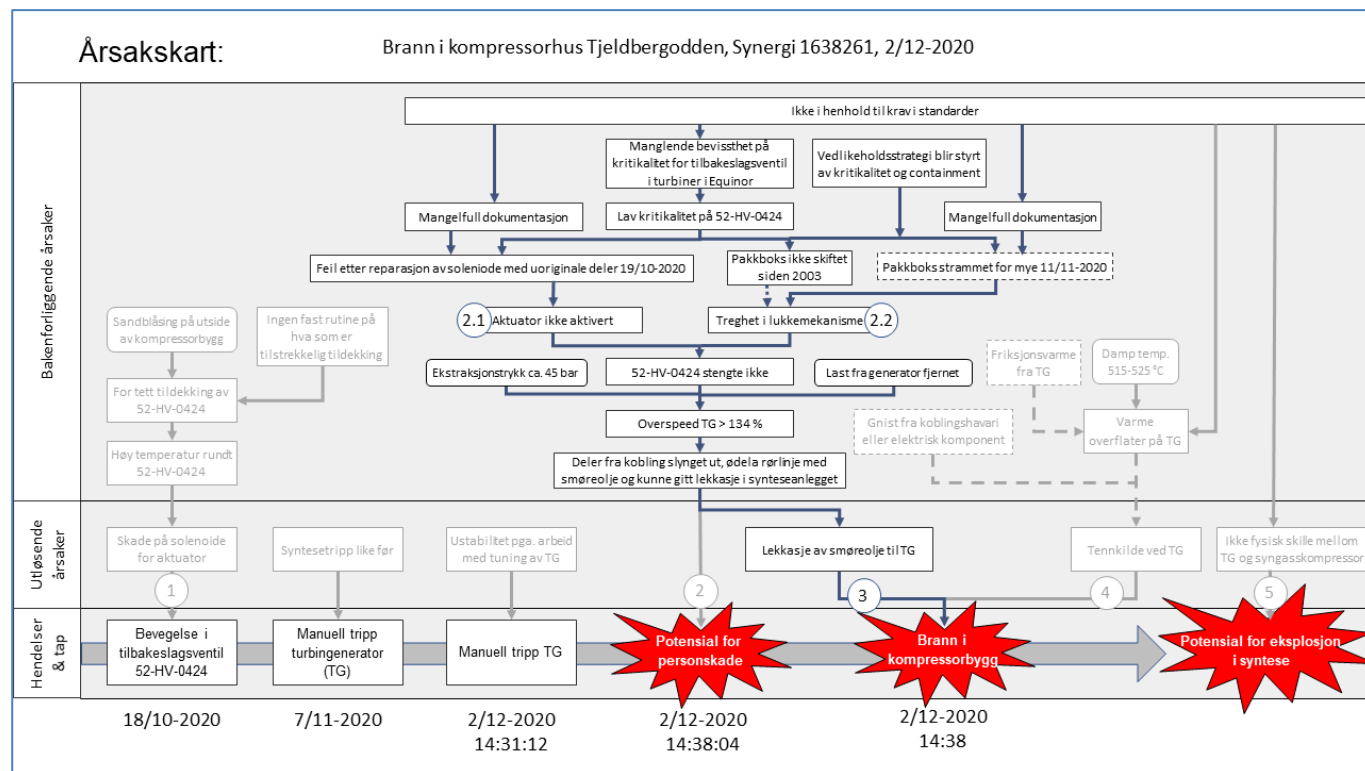 Årsakskart:
Brann i kompressorhus Tjeldbergodden, Synergi 1638261, 2/12-2020
Bakenforliggende årsaker
Ikke i henhold til krav i standarder
Manglende bevissthet på
kritikalitet for tilbakeslagsventil
i turbiner i Equinor
Vedlikeholdsstrategi blir styrt
av kritikalitet og containment
Mangelfull dokumentasjon
Lav kritikalitet på 52-HV-0424
Mangelfull dokumentasjon
Feil etter reparasjon av soleniode med uoriginale deler 19/10-2020
Pakkboks ikke skiftet
siden 2003
Pakkboks strammet for mye 11/11-2020
Sandblåsing på utside
av kompressorbygg
Ingen fast rutine på
hva som er
tilstrekkelig tildekking
2.1
Aktuator ikke aktivert
Treghet i lukkemekanisme
2.2
Ekstraksjonstrykk ca. 45 bar
52-HV-0424 stengte ikke
Last fra generator fjernet
Friksjonsvarme
fra TG
Damp temp.
515-525 °C
For tett tildekking av
52-HV-0424
Overspeed TG > 134 %
Gnist fra koblingshavari
eller elektrisk komponent
Varme
overflater på TG
Høy temperatur rundt
52-HV-0424
Deler fra kobling slynget ut, ødela rørlinje med
smøreolje og kunne gitt lekkasje i synteseanlegget
Utløsende
årsaker
Skade på solenoide
for aktuator
Syntesetripp like før
Ustabilitet pga. arbeid
med tuning av TG
Lekkasje av smøreolje til TG
Tennkilde ved TG
Ikke fysisk skille mellom
TG og syngasskompressor
1
2
3
4
5
Hendelser
& tap
Bevegelse i
tilbakeslagsventil
52-HV-0424
Manuell tripp
turbingenerator
(TG)
Manuell tripp TG
Potensial for
personskade
Brann i
kompressorbygg
Potensial for eksplosjon
i syntese
18/10-2020
7/11-2020
2/12-2020
14:31:12
2/12-2020
14:38:04
2/12-2020
14:38